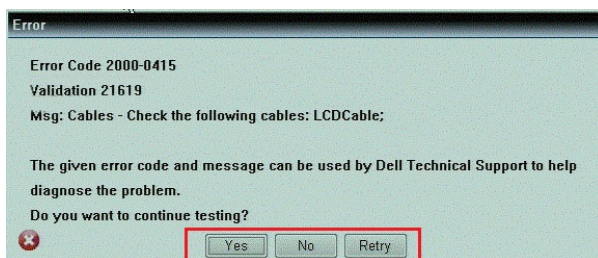 Error
Error Code 2000-0415
Validation 21619
Msg: Cables - Check the following cables: LCDCable;
The given error code and message can be used by Dell Technical Support to help
diagnose the problem.
Do you want to continue testing?
Yes No Retry